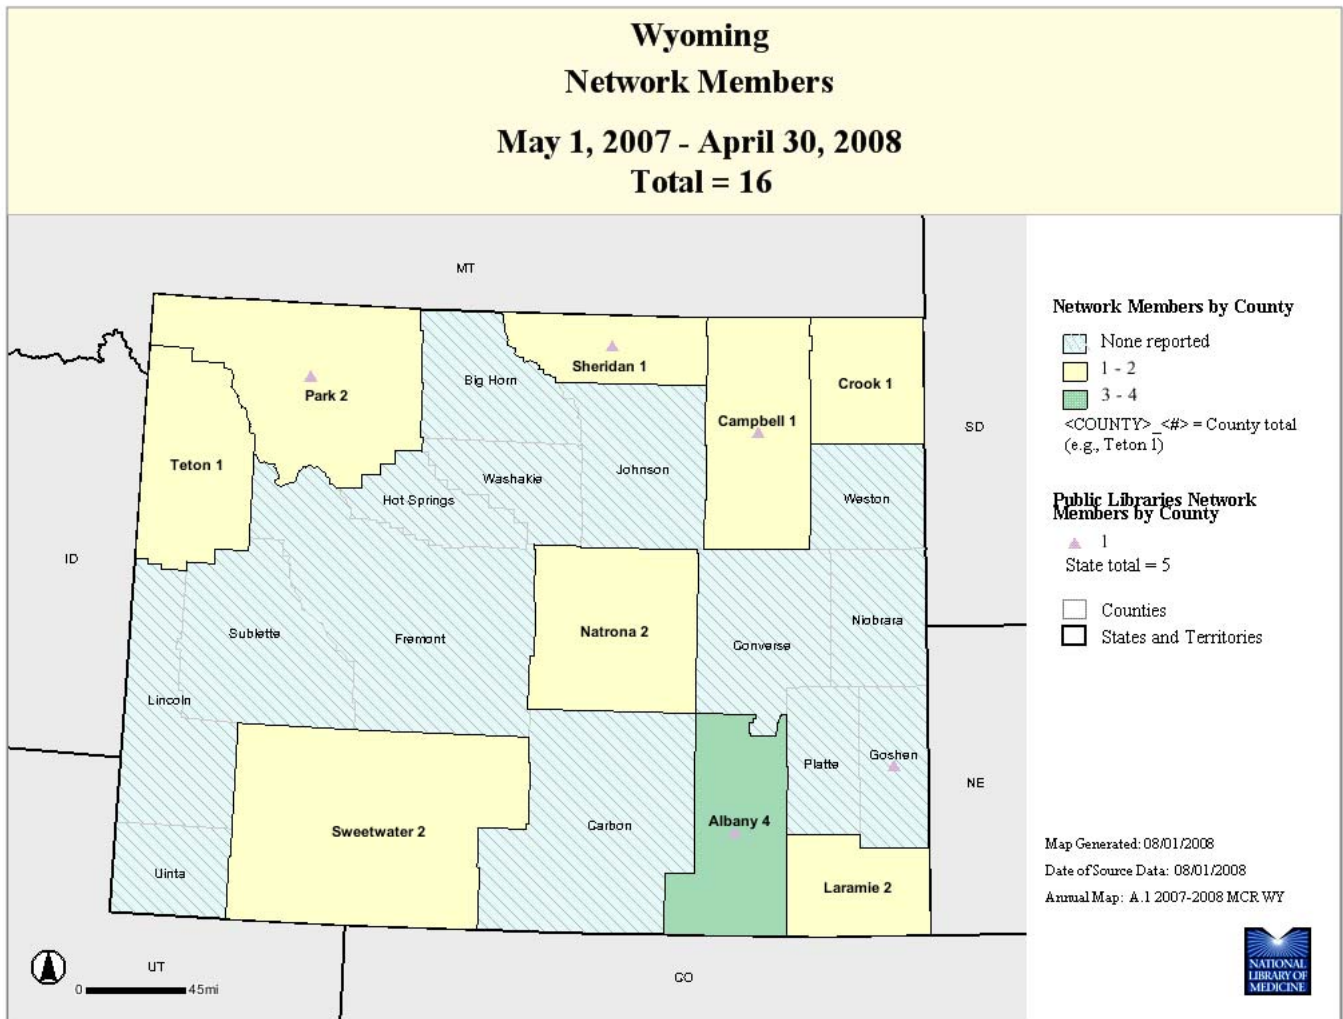 Wyoming
Network Members
May 1, 2007 - April 30, 2008
Total = 16
MT
Network Members by County
None reported
1 - 2
3 - 4
<COUNTY>_<#> = County total
(e.g., Teton 1)
Public Libraries Network
Members by County
1
State total = 5
Counties
States and Territories
Sheridan 1
Big Horn
Park 2
Crook 1
Campbell 1
SD
Teton 1
Johnson
Washakie
Hot Springs
Weston
ID
Natrona 2
Niobrara
Sublette
Fremont
Converse
Lincoln
Goshen
Platte
NE
Albany 4
Carbon
Sweetwater 2
Uinta
Laramie 2
UT
CO
0 45mi
Map Generated: 08/01/2008
Date of Source Data: 08/01/2008
Annual Map: A.1 2007-2008 MCR WY
NATIONAL
LIBRARY OF
MEDICINE